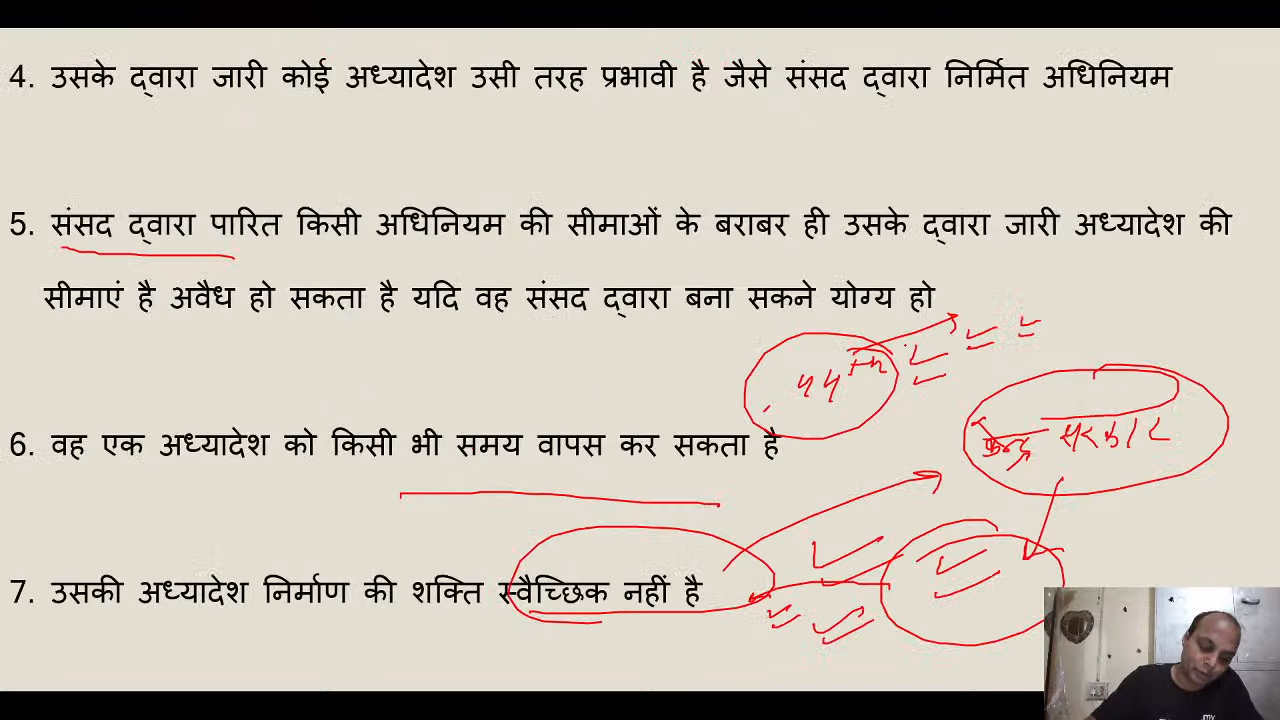 4. उसके द्वारा जारी कोई अध्यादेश उसी तरह प्रभावी है जैसे संसद द्वारा निर्मित अधिनियम
5. संसद द्वारा पारित किसी अधिनियम की सीमाओं के बराबर ही उसके द्वारा जारी अध्यादेश की
सीमाएं है अवैध हो सकता है यदि वह संसद द्वारा बना सकने योग्य हो
केन्द्र सरकार
6. वह एक अध्यादेश को किसी भी समय वापस कर सकता है
7. उसकी अध्यादेश निर्माण की शक्ति स्वैच्छिक नहीं है
my